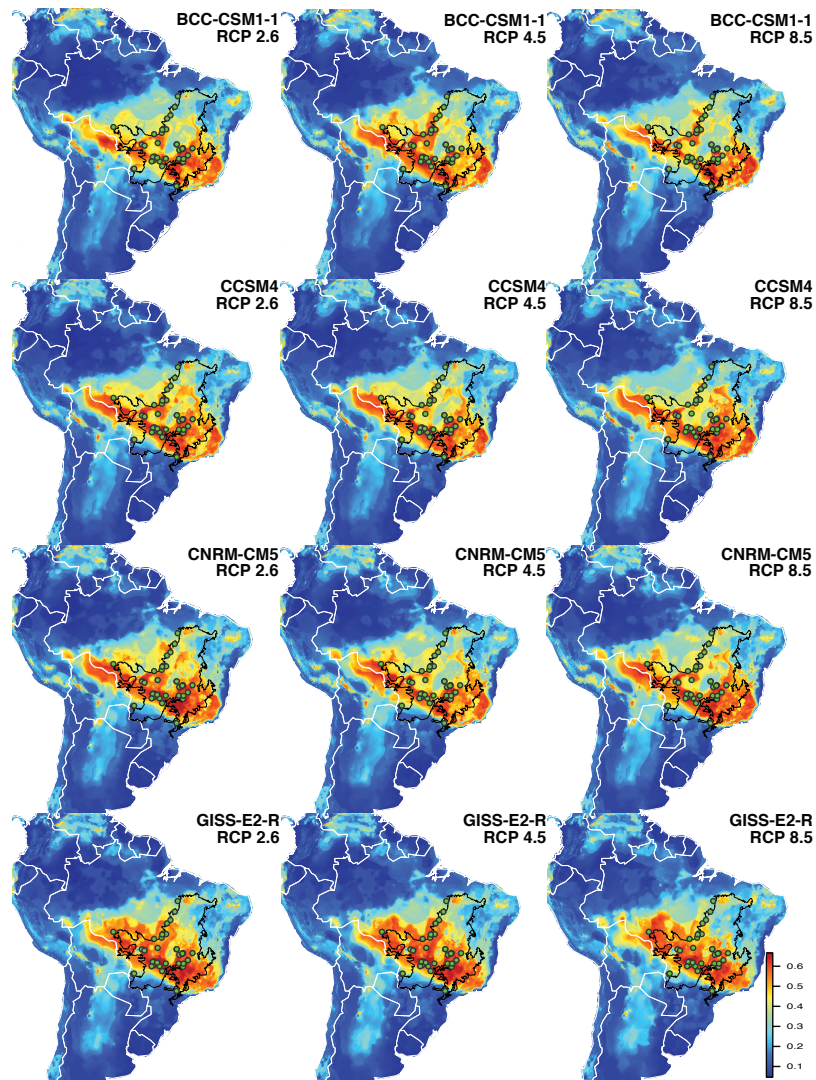 BCC-CSM1-1
RCP 2.6
BCC-CSM1-1
RCP 4.5
BCC-CSM1-1
RCP 8.5
CCSM4
RCP 2.6
CCSM4
RCP 4.5
CCSM4
RCP 8.5
CNRM-CM5
RCP 2.6
CNRM-CM5
RCP 4.5
CNRM-CM5
RCP 8.5
GISS-E2-R
RCP 2.6
GISS-E2-R
RCP 4.5
GISS-E2-R
RCP 8.5
0.6
0.5
0.4
0.3
0.2
0.1